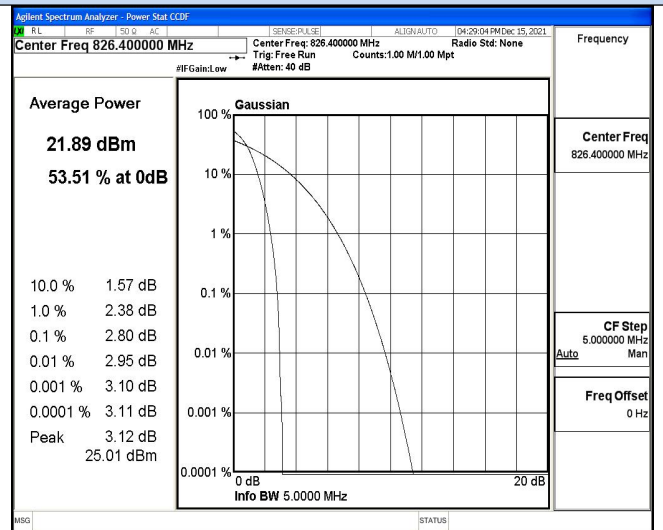 Agilent Spectrum Analyzer - Power Stat CCDF
RL RF 50 Ω AC SENSE:PULSE ALIGNAUTO 04:29:04 PM Dec 15, 2021
Center Freq 826.400000 MHz
Center Freq: 826.400000 MHz Radio Std: None
Trig: Free Run Counts:1.00 M/1.00 Mpt
#IFGain:Low #Atten: 40 dB
Frequency
Average Power
21.89 dBm
53.51 % at 0dB
10.0 % 1.57 dB
1.0 % 2.38 dB
0.1 % 2.80 dB
0.01 % 2.95 dB
0.001 % 3.10 dB
0.0001 % 3.11 dB
Peak 3.12 dB
25.01 dBm
Gaussian
100 %
10 %
1 %
0.1 %
0.01 %
0.001 %
0.0001 %
0 dB 20 dB
Info BW 5.0000 MHz
Center Freq
826.400000 MHz
CF Step
5.000000 MHz
Auto Man
Freq Offset
0 Hz
MSG STATUS